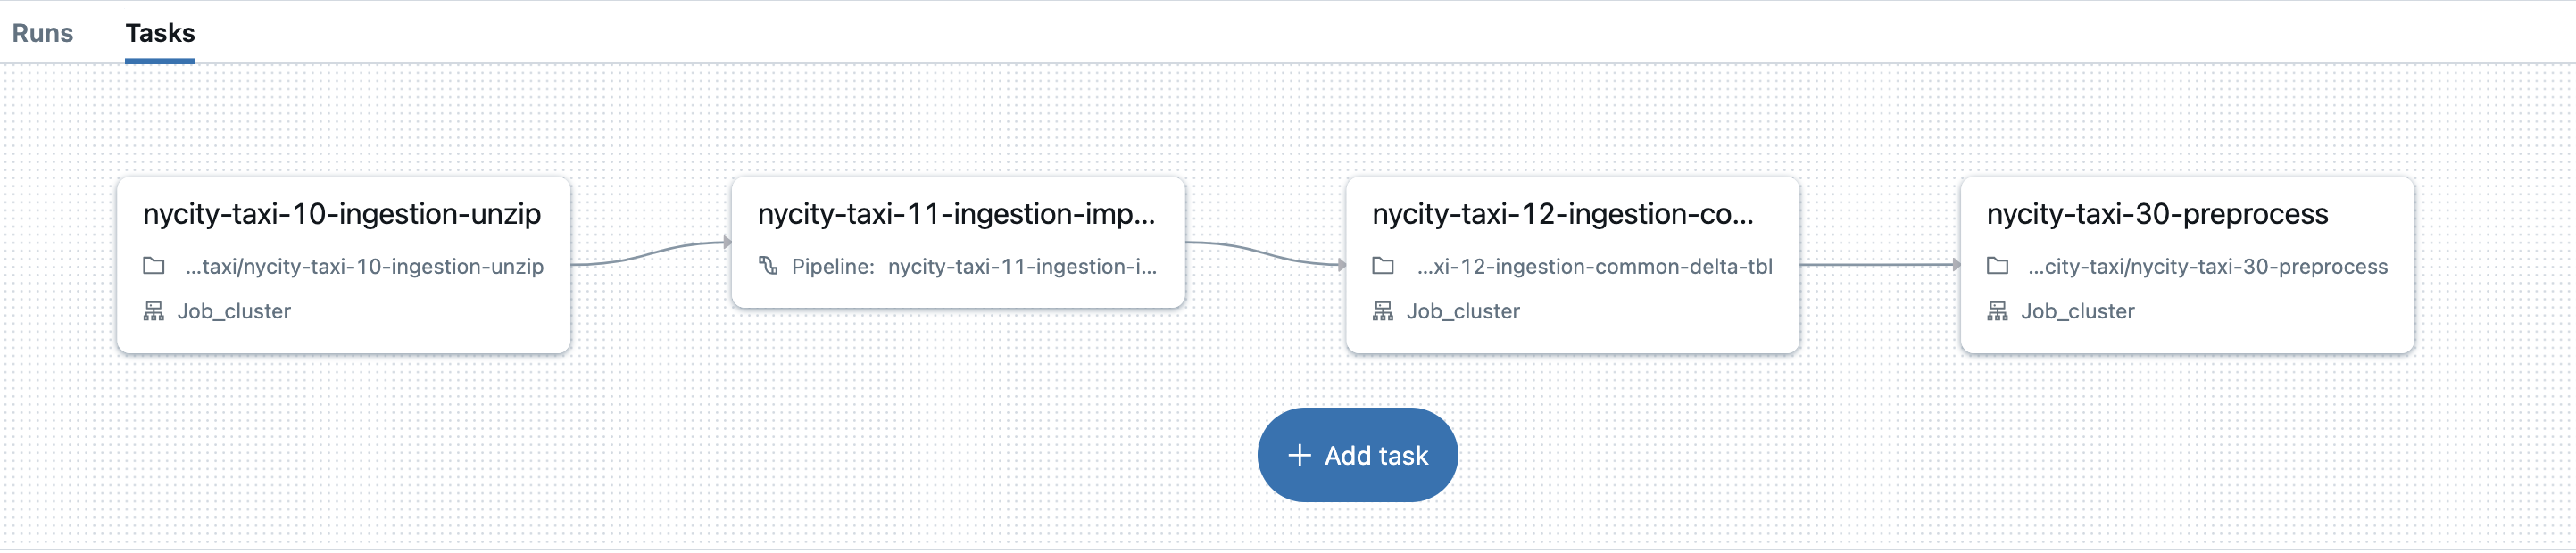 Runs Tasks
nycity-taxi-10-ingestion-unzip
...taxi/nycity-taxi-10-ingestion-unzip
Job_cluster
nycity-taxi-11-ingestion-imp...
Pipeline: nycity-taxi-11-ingestion-i...
nycity-taxi-12-ingestion-co...
...xi-12-ingestion-common-delta-tbl
Job_cluster
nycity-taxi-30-preprocess
...city-taxi/nycity-taxi-30-preprocess
Job_cluster
+ Add task